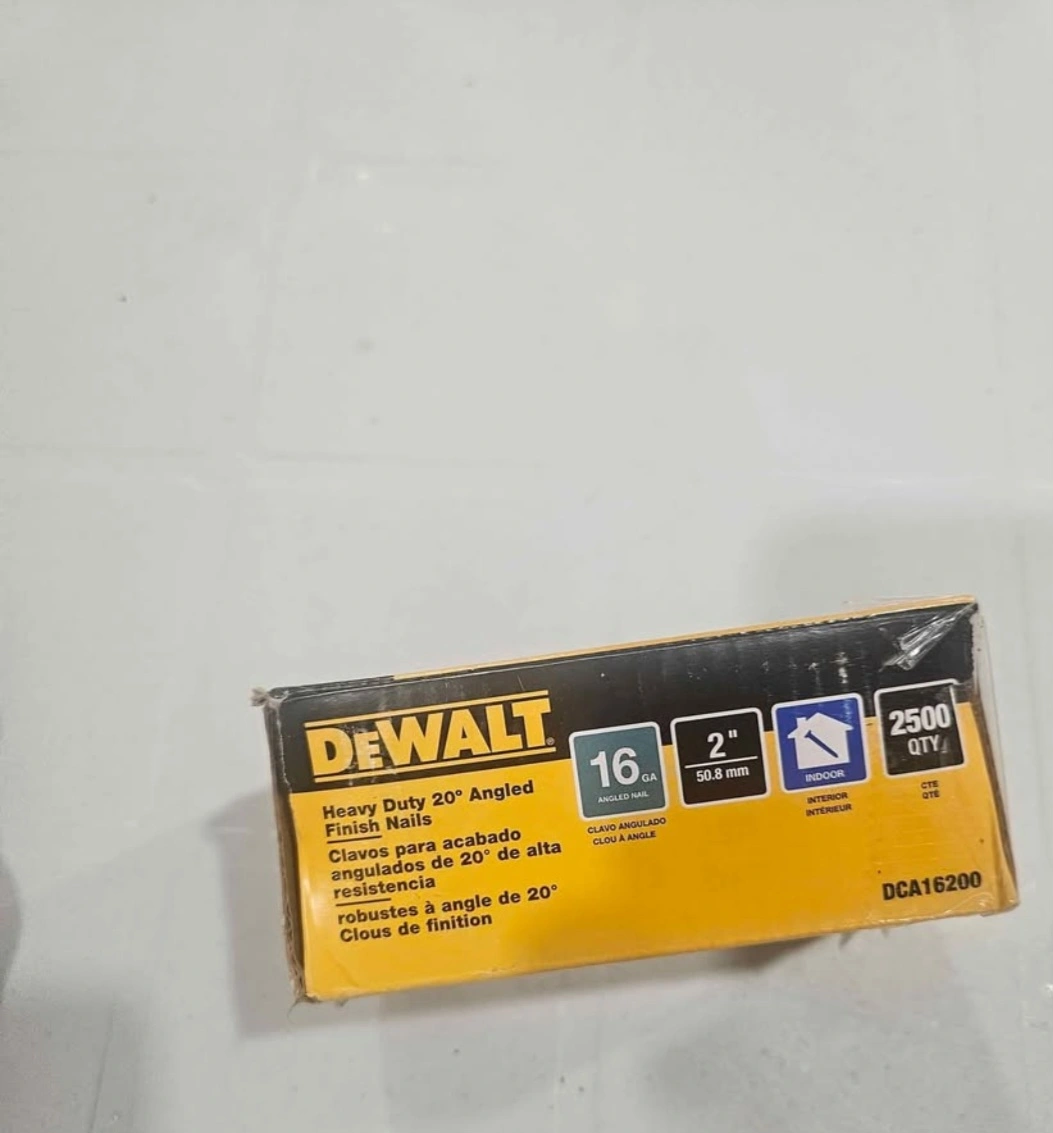 DEWALT®
Heavy Duty 20° Angled
Finish Nails
Clavos para acabado
angulados de 20° de alta
resistencia
robustes à angle de 20°
Clous de finition
16 GA
ANGLED NAIL
CLAVO ANGULADO
CLOU À ANGLE
2"
50.8 mm
INDOOR
INTERIOR
INTÉRIEUR
2500
QTY
CTE
QTÉ
DCA16200